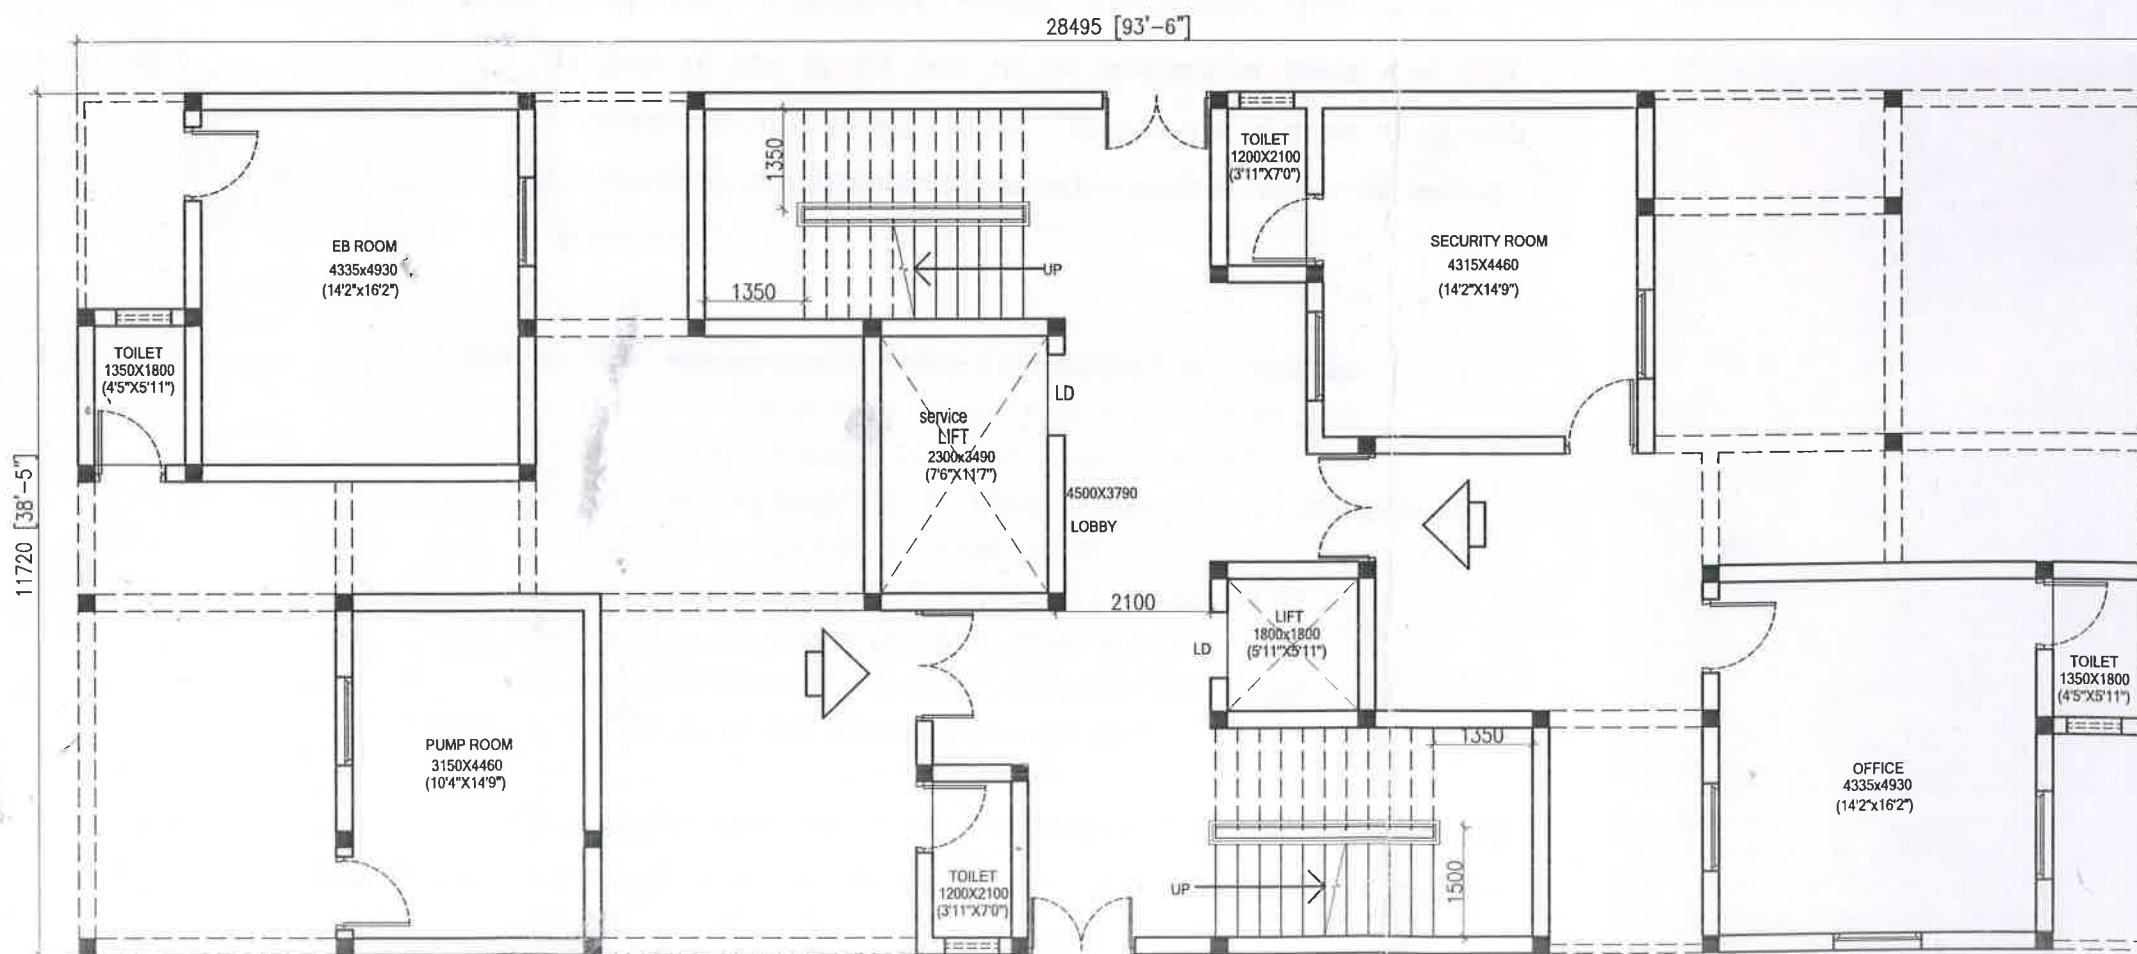 28495 [93'-6"]
11720 [38'-5"]
EB ROOM
4335x4930
(14'2"x16'2")
TOILET
1350X1800
(4'5"X5'11")
1350
1350
UP
TOILET
1200X2100
(3'11"X7'0")
SECURITY ROOM
4315X4460
(14'2"X14'9")
service
LIFT
2300x3490
(7'6"X11'7")
LD
4500X3790
LOBBY
2100
LD
LIFT
1800x1800
(5'11"X5'11")
TOILET
1350X1800
(4'5"X5'11")
PUMP ROOM
3150X4460
(10'4"X14'9")
1350
OFFICE
4335x4930
(14'2"x16'2")
TOILET
1200X2100
(3'11"X7'0")
UP
1500